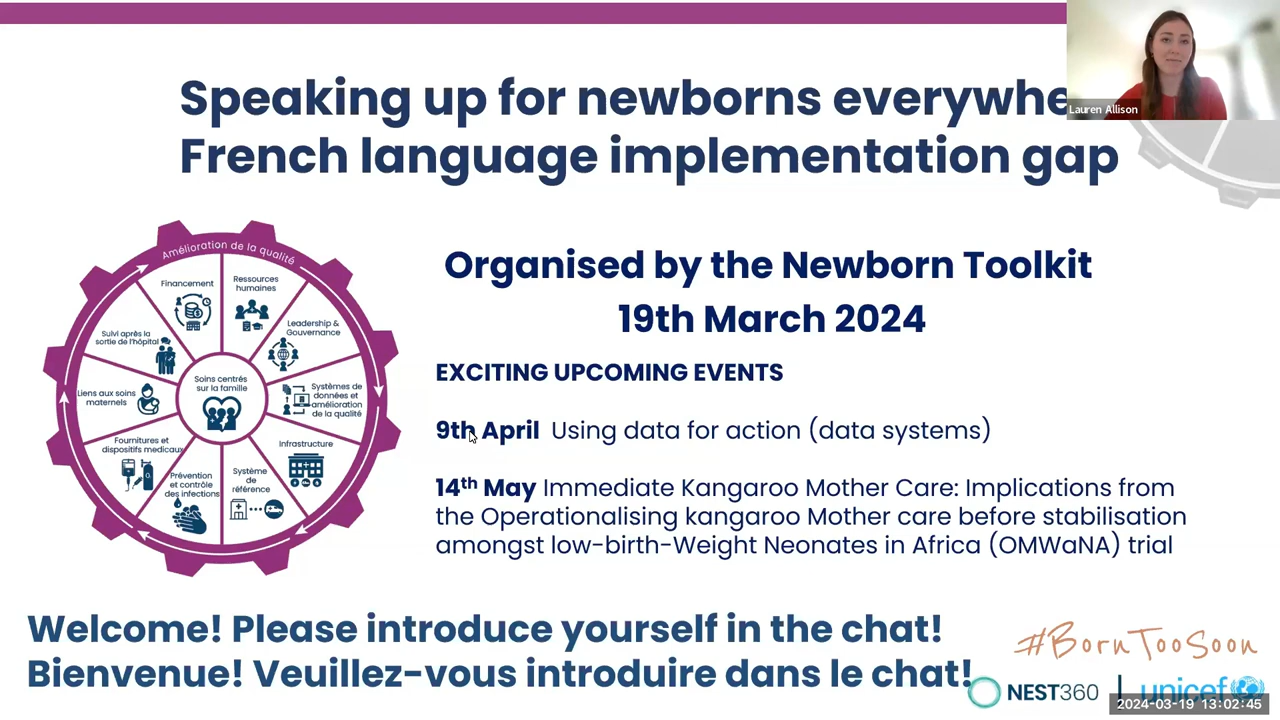 Speaking up for newborns everywhe
French language implementation gap
Lauren Allison
Organised by the Newborn Toolkit
19th March 2024
EXCITING UPCOMING EVENTS
9th April Using data for action (data systems)
14th May Immediate Kangaroo Mother Care: Implications from
the Operationalising kangaroo Mother care before stabilisation
amongst low-birth-Weight Neonates in Africa (OMWaNA) trial
Amélioration de la qualité
Financement
Ressources
humaines
Leadership &
Gouvernance
Systèmes de
données et
amélioration
de la qualité
Infrastructure
Système
de
référence
Prévention
et contrôle
des infections
Fournitures et
dispositifs medicaux
Liens aux soins
maternels
Suivi après la
sortie de l'hôpital
Soins centrés
sur la famille
Welcome! Please introduce yourself in the chat!
Bienvenue! Veuillez-vous introduire dans le chat!
#BornTooSoon
NEST360
unicef
2024-03-19 13:02:45